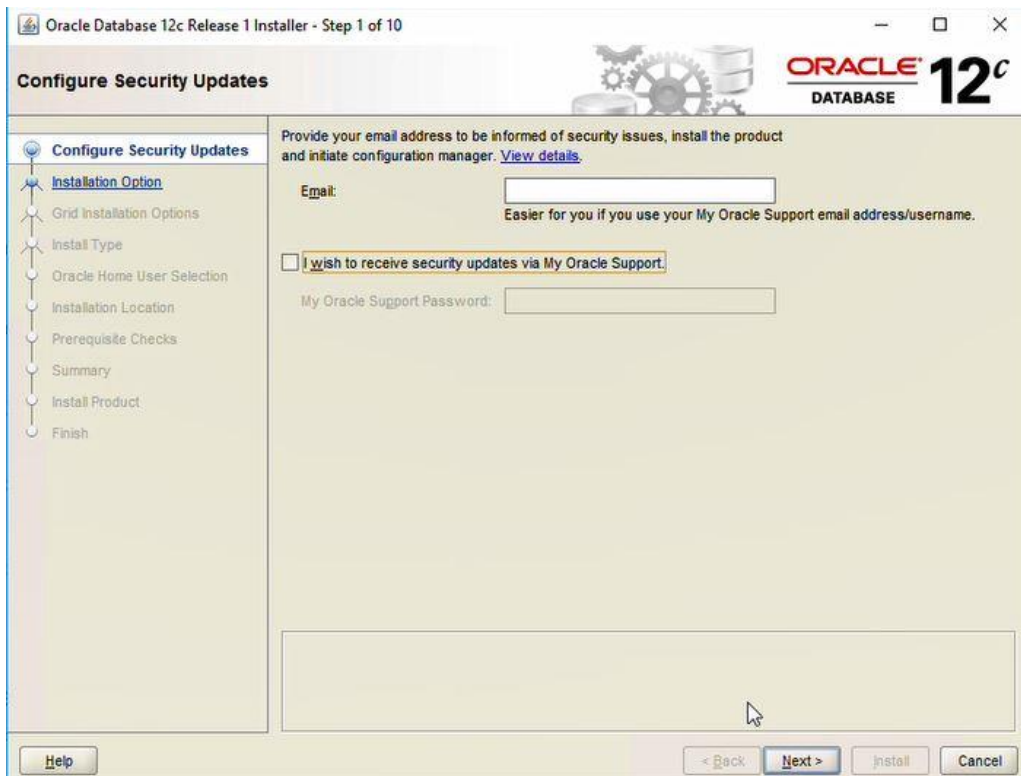 Oracle Database 12c Release 1 Installer - Step 1 of 10
Configure Security Updates
ORACLE
DATABASE
12c
Configure Security Updates
Installation Option
Grid Installation Options
Install Type
Oracle Home User Selection
Installation Location
Prerequisite Checks
Summary
Install Product
Finish
Provide your email address to be informed of security issues, install the product
and initiate configuration manager. View details.
Email:
Easier for you if you use your My Oracle Support email address/username.
I wish to receive security updates via My Oracle Support.
My Oracle Support Password:
Help
< Back
Next >
Install
Cancel